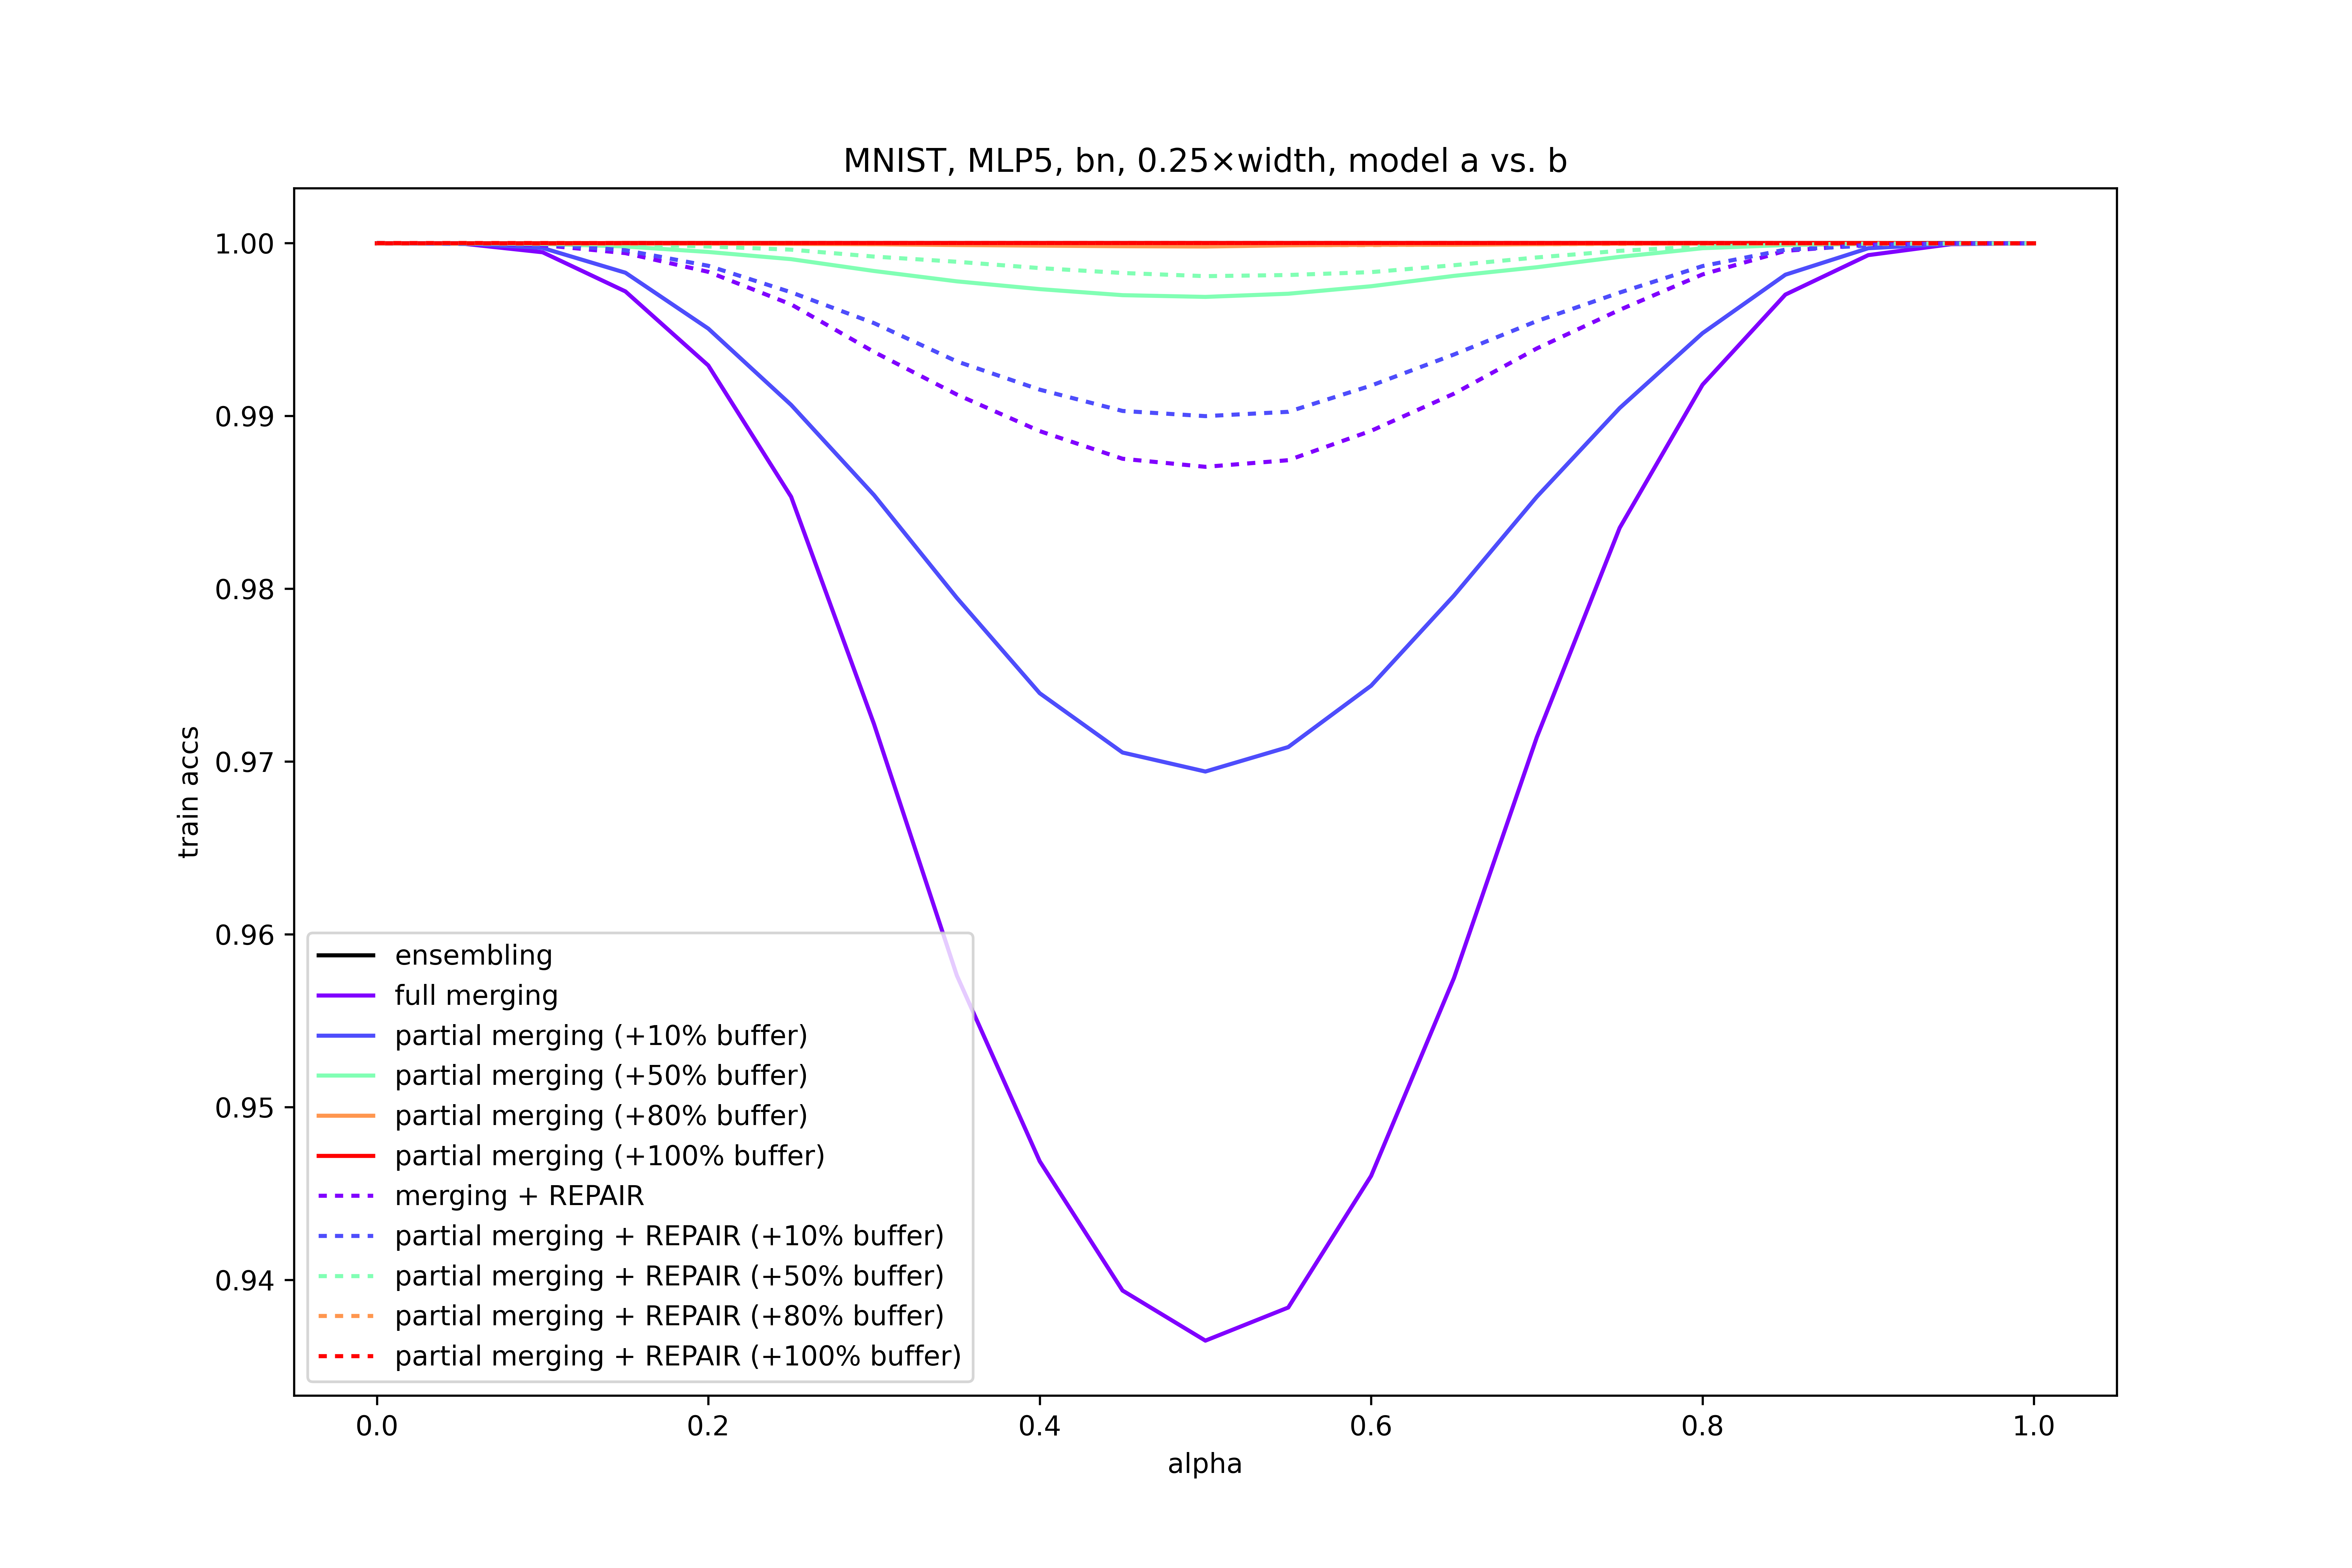 MNIST, MLP5, bn, 0.25×width, model a vs. b
1.00
0.99
0.98
0.97
0.96
0.95
0.94
train accs
ensembling
full merging
partial merging (+10% buffer)
partial merging (+50% buffer)
partial merging (+80% buffer)
partial merging (+100% buffer)
merging + REPAIR
partial merging + REPAIR (+10% buffer)
partial merging + REPAIR (+50% buffer)
partial merging + REPAIR (+80% buffer)
partial merging + REPAIR (+100% buffer)
0.0 0.2 0.4 0.6 0.8 1.0
alpha